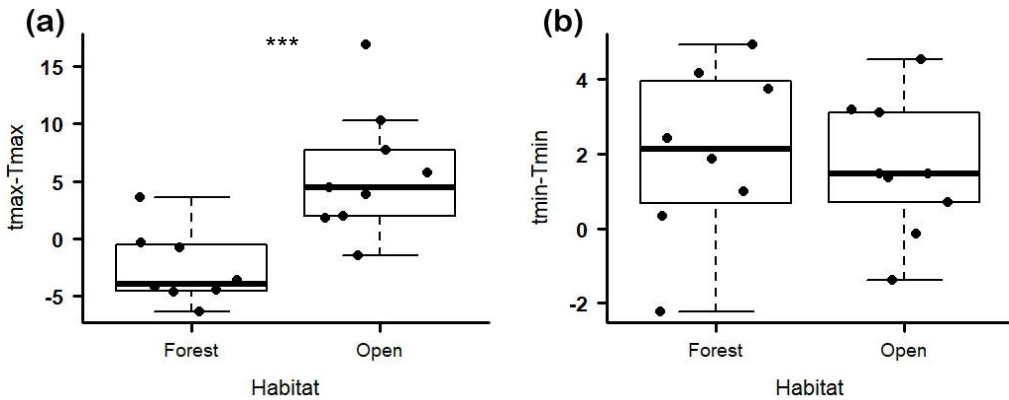 (a)
***
tmax-Tmax
15
10
5
0
-5
Forest
Open
Habitat
(b)
tmin-Tmin
4
2
0
-2
Forest
Open
Habitat